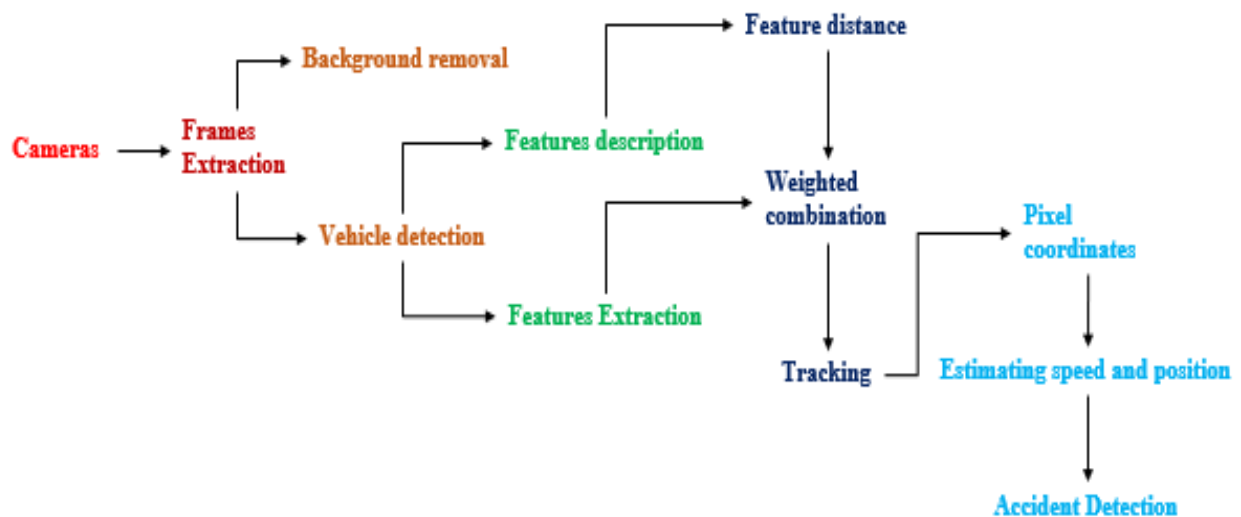 Cameras
Frames
Extraction
Background removal
Vehicle detection
Features description
Features Extraction
Feature distance
Weighted
combination
Tracking
Pixel
coordinates
Estimating speed and position
Accident Detection